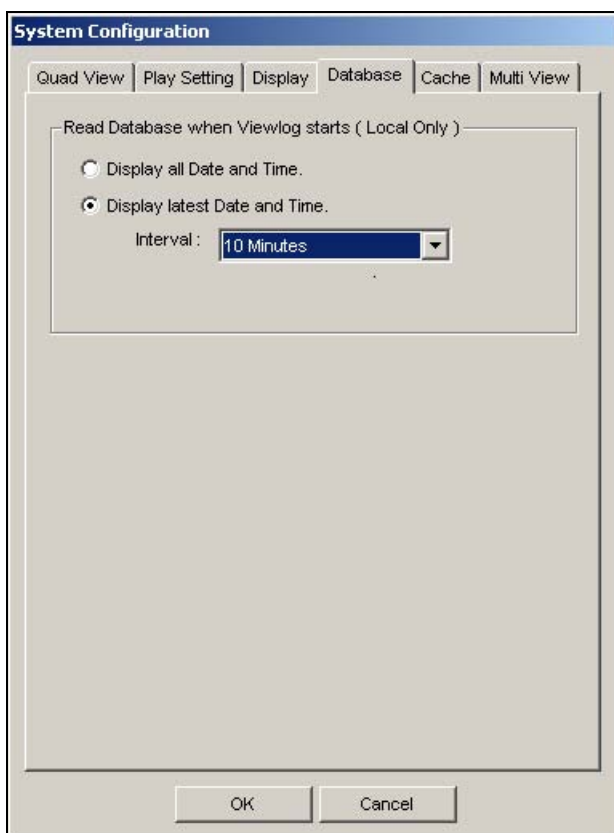 System Configuration
Quad View Play Setting Display Database Cache Multi View
Read Database when Viewlog starts ( Local Only )
Display all Date and Time.
Display latest Date and Time.
Interval : 10 Minutes
OK Cancel